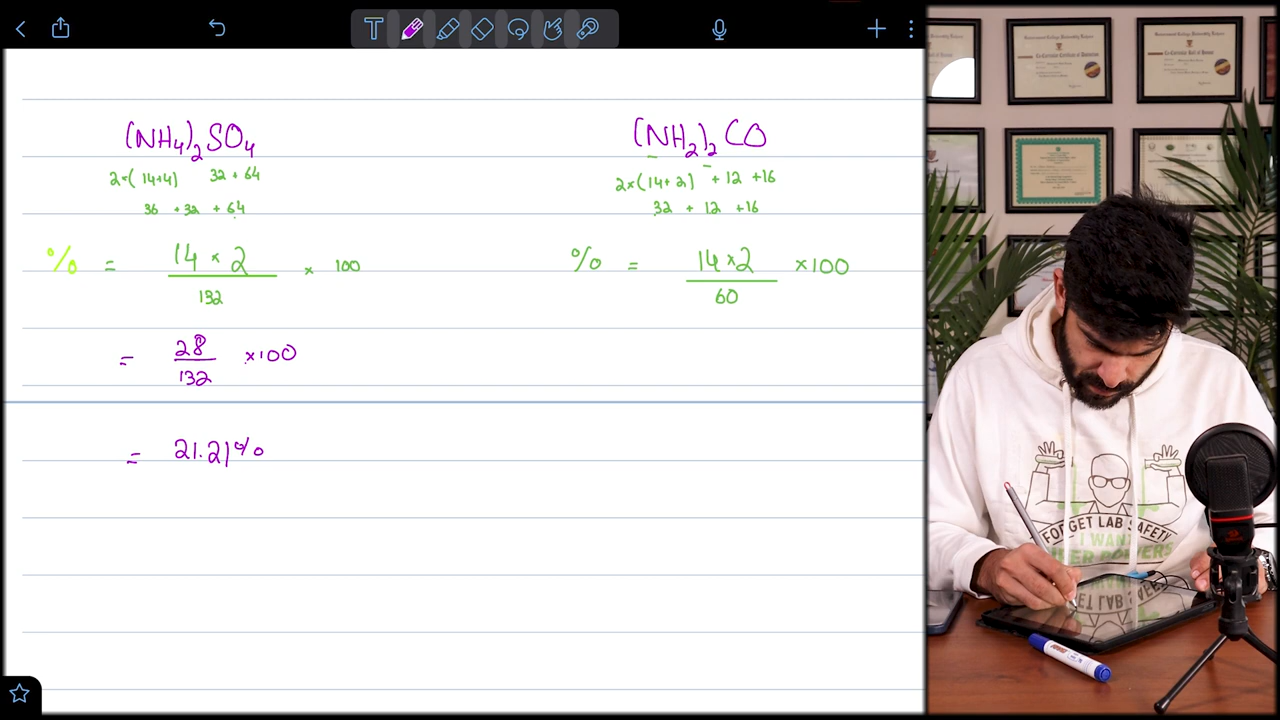 (NH₄)₂SO₄
2×(14+4) 32 + 64
36 + 32 + 64
% = 14 × 2 / 132 × 100
= 28 / 132 ×100
= 21.21%
(NH₂)₂CO
2×(14+2) +12 +16
32 + 12 +16
% = 14×2 / 60 ×100
FORGET LAB SAFETY
I WANT